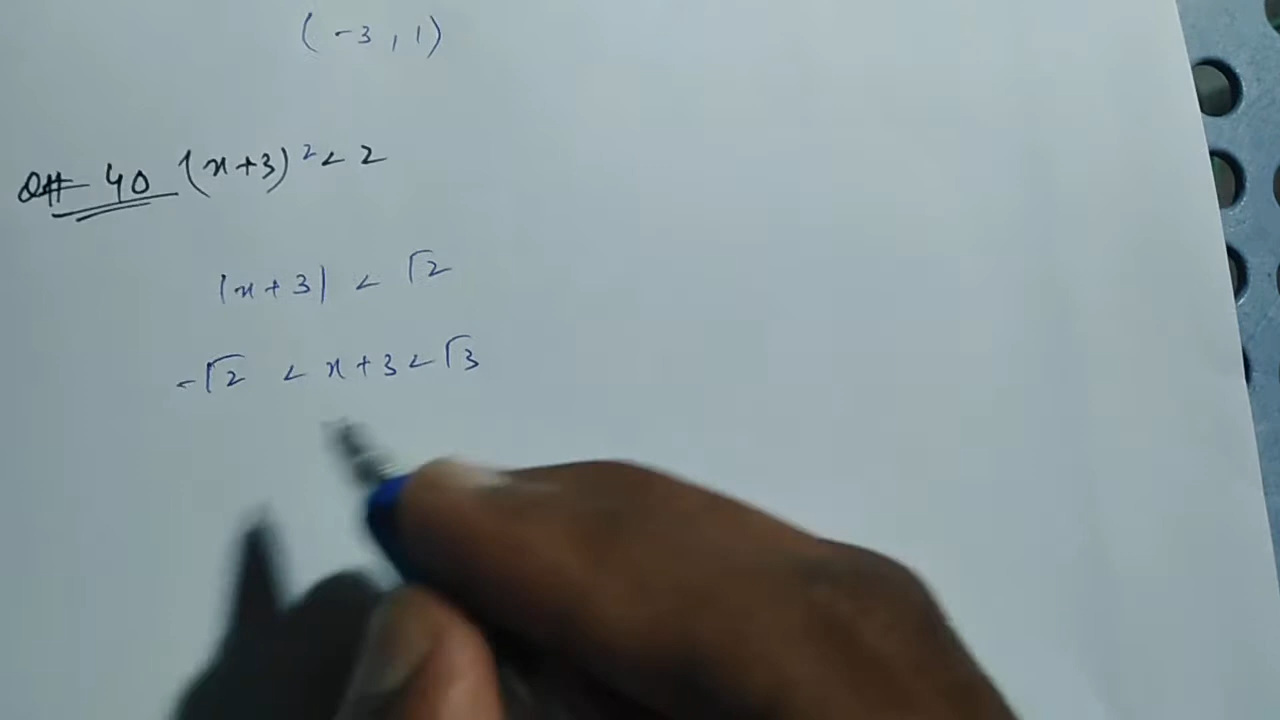 (-3, 1)
Q# 40 (x+3)² < 2
|x+3| < √2
-√2 < x+3 < √3